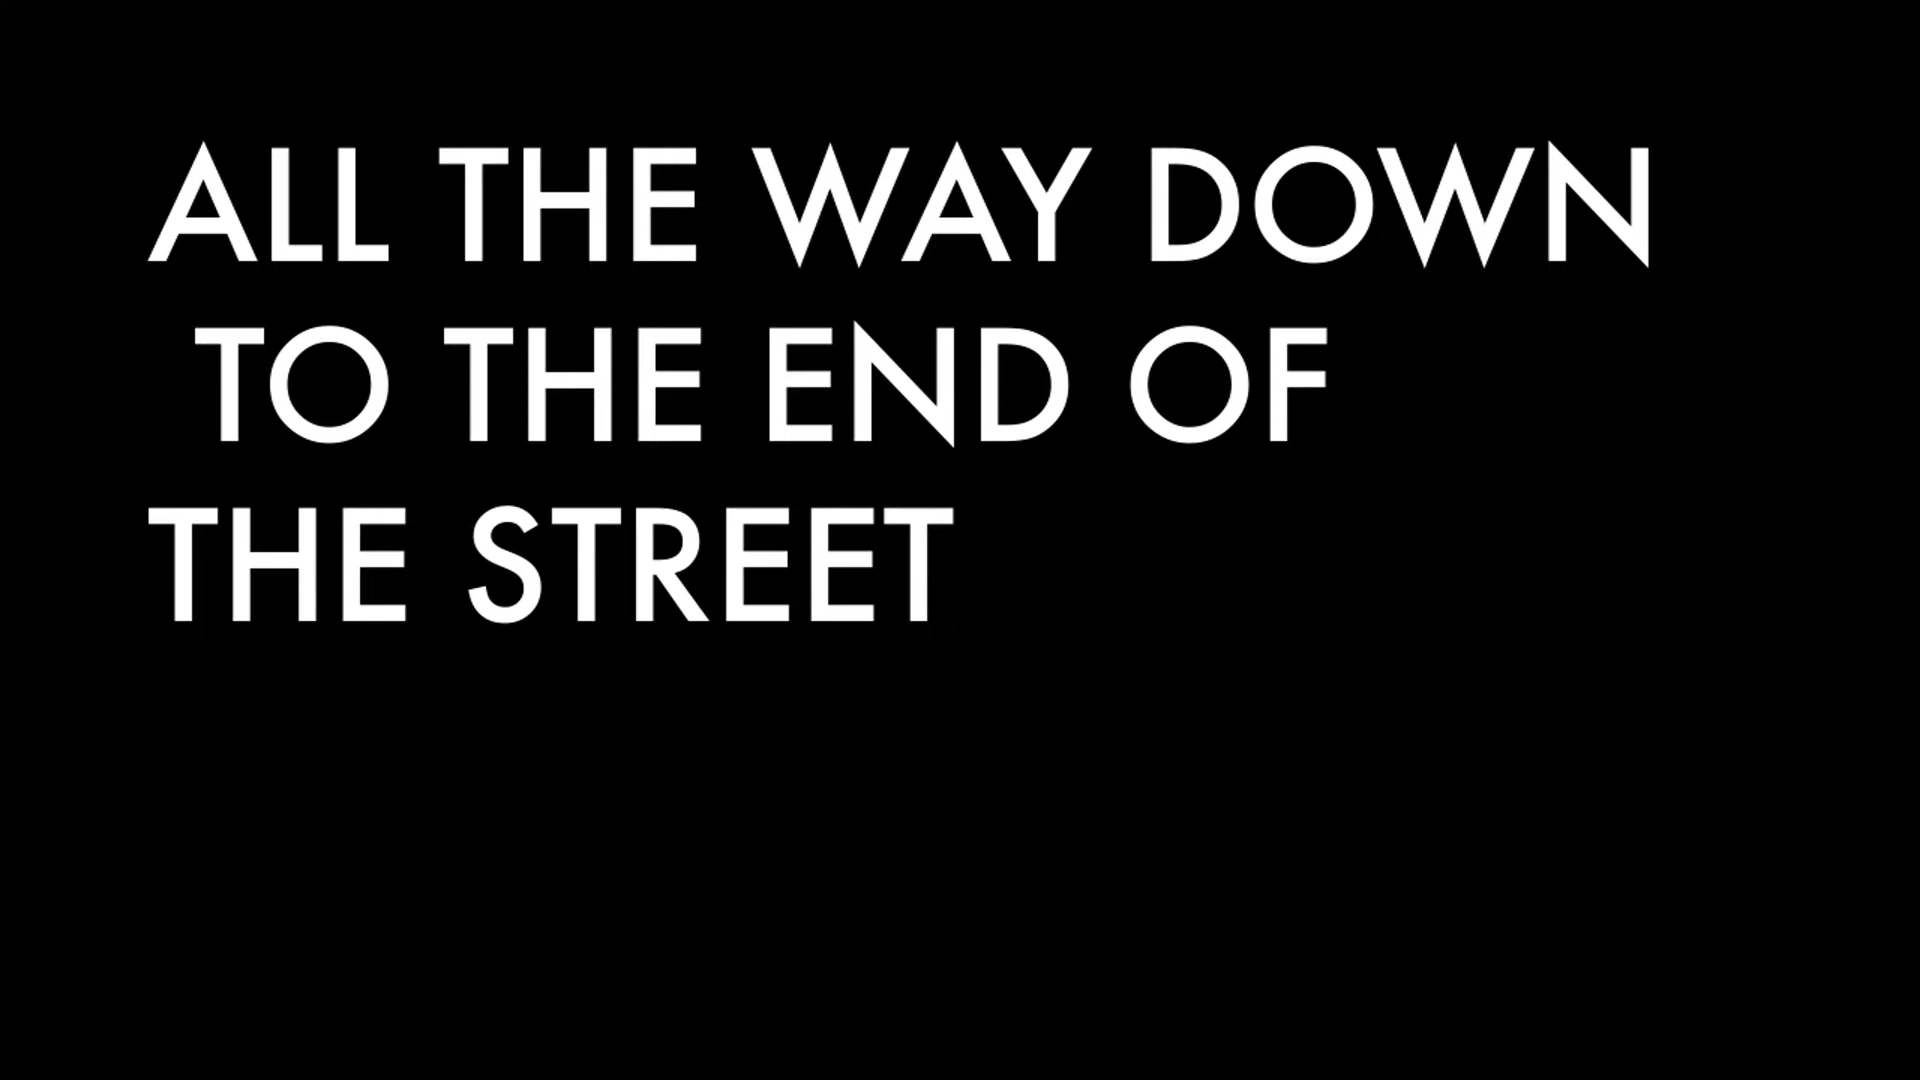 ALL THE WAY DOWN
TO THE END OF
THE STREET